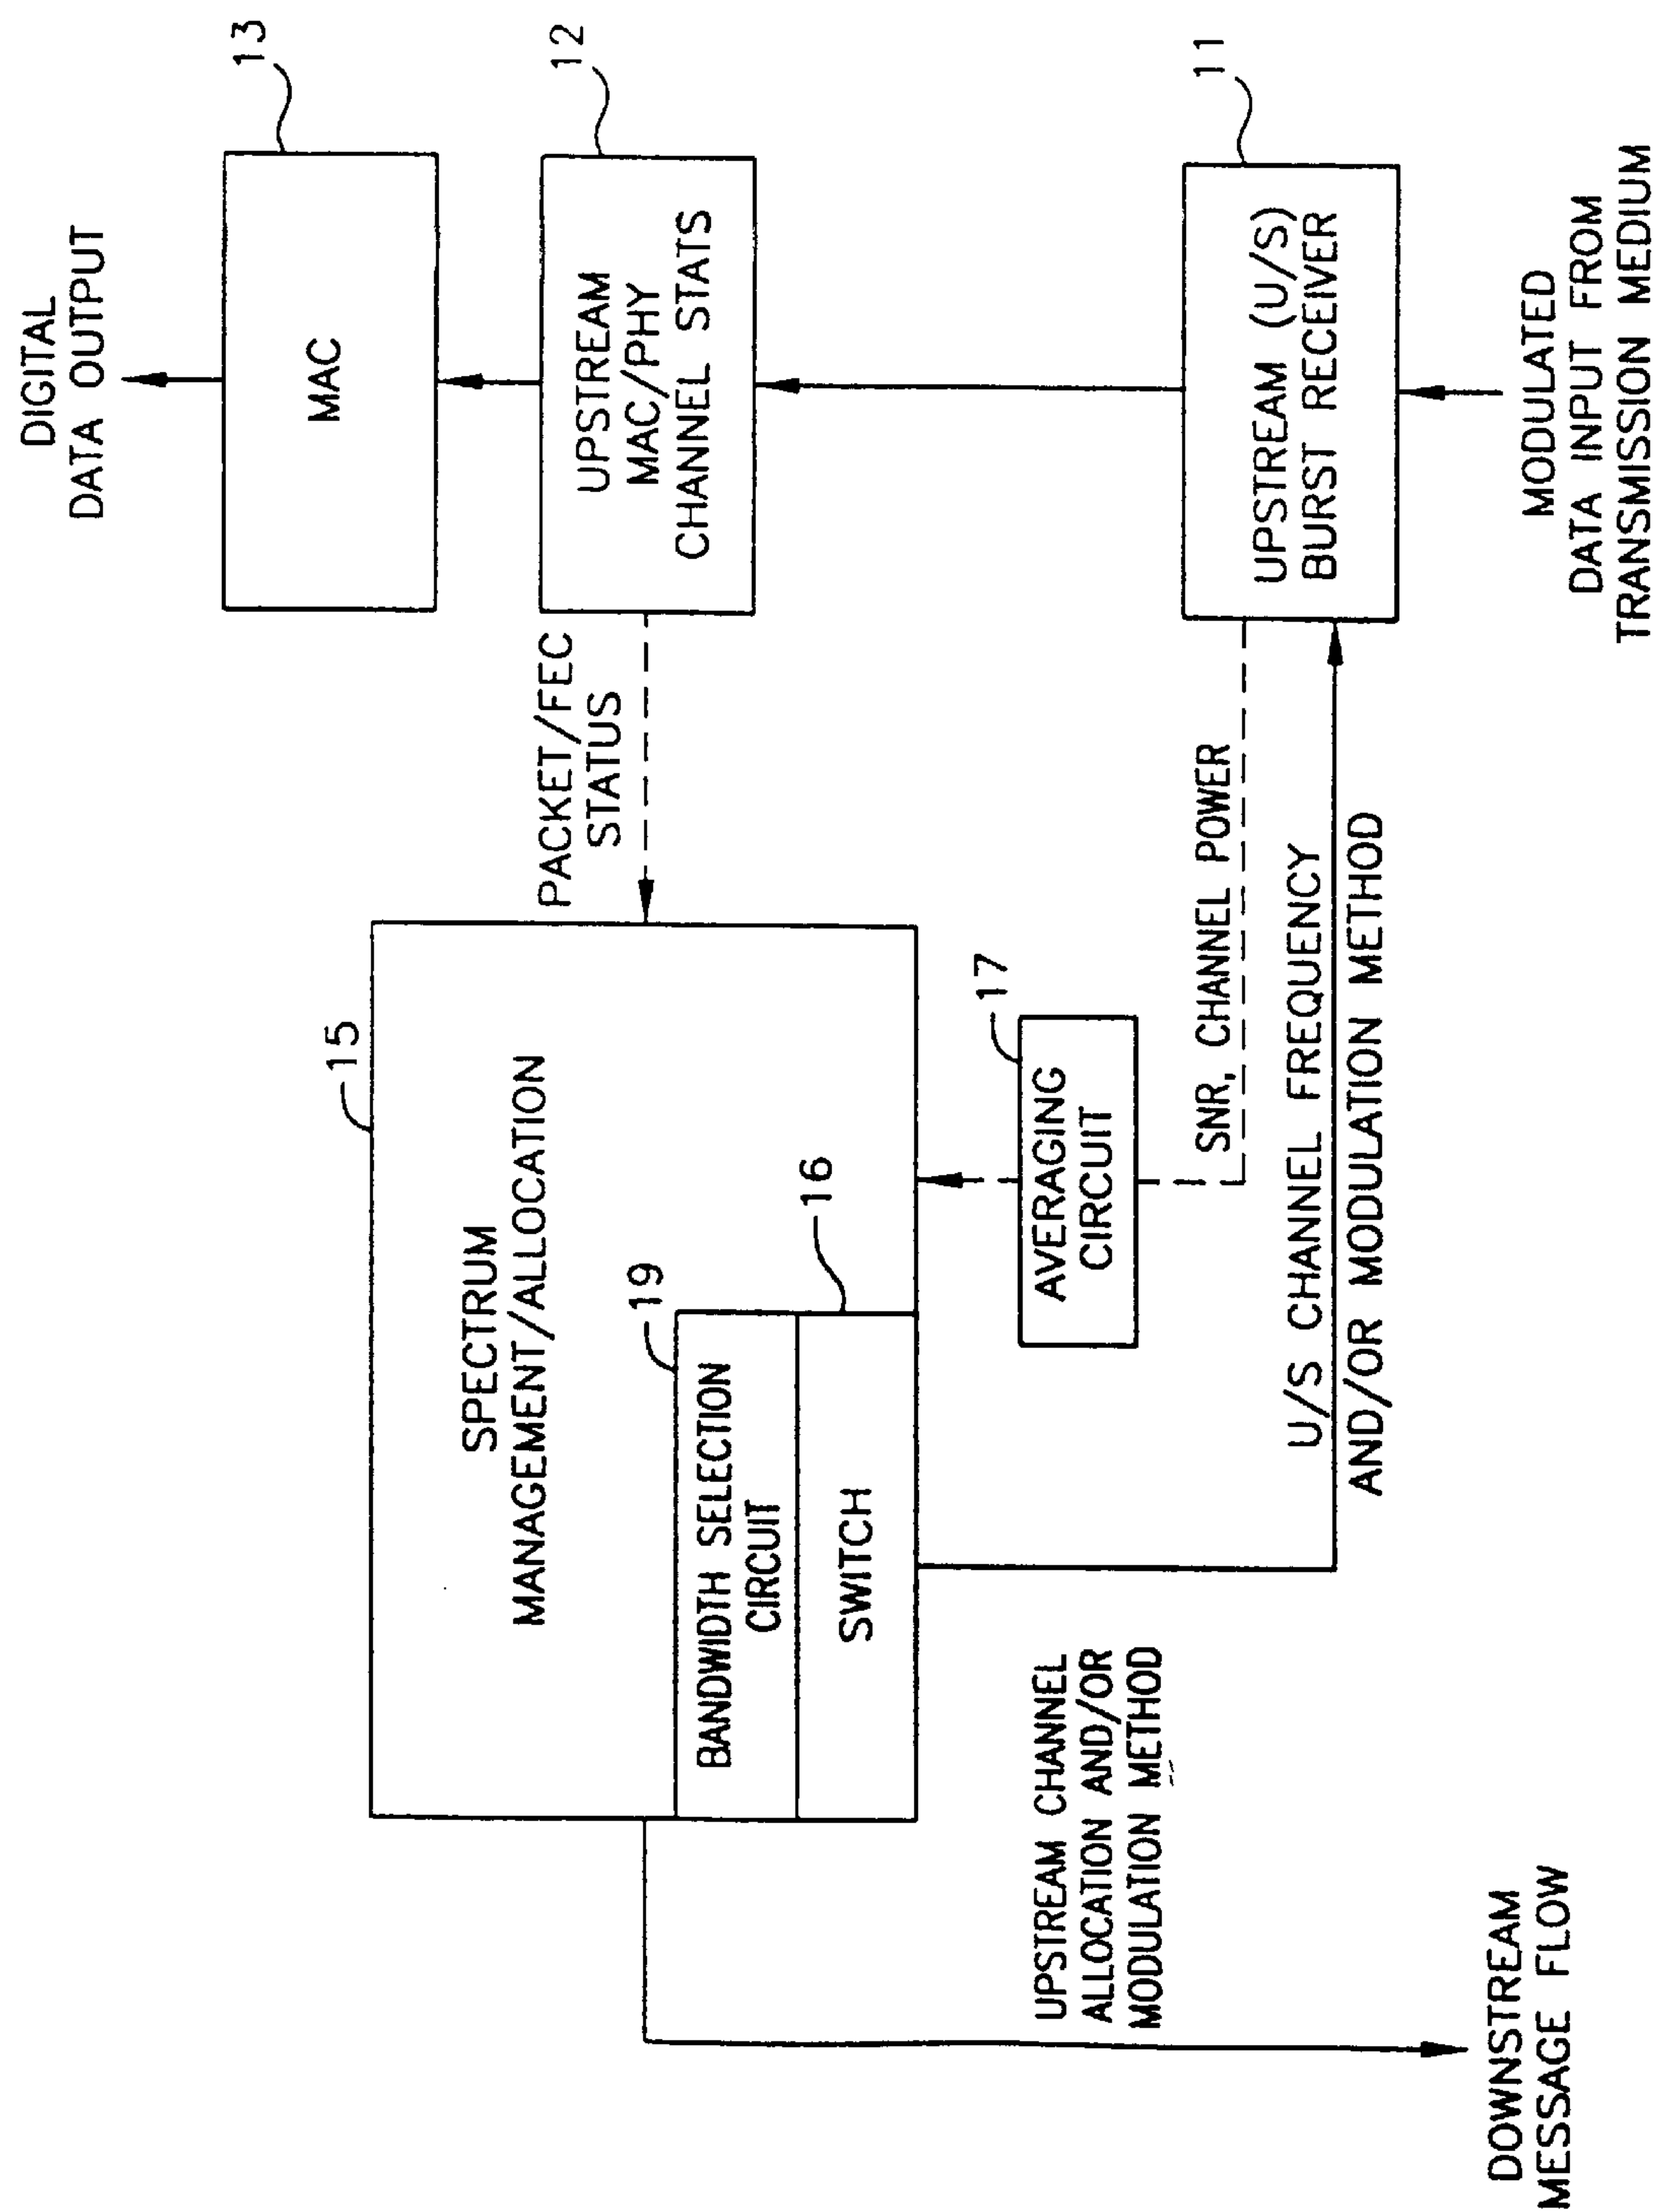 DIGITAL
DATA OUTPUT
13
MAC
12
UPSTREAM
MAC/PHY
CHANNEL STATS
PACKET/FEC
STATUS
15
SPECTRUM
MANAGEMENT/ALLOCATION
19
BANDWIDTH SELECTION
CIRCUIT
16
SWITCH
17
AVERAGING
CIRCUIT
SNR, CHANNEL POWER
U/S CHANNEL FREQUENCY
AND/OR MODULATION METHOD
11
UPSTREAM (U/S)
BURST RECEIVER
MODULATED
DATA INPUT FROM
TRANSMISSION MEDIUM
UPSTREAM CHANNEL
ALLOCATION AND/OR
MODULATION METHOD
DOWNSTREAM
MESSAGE FLOW